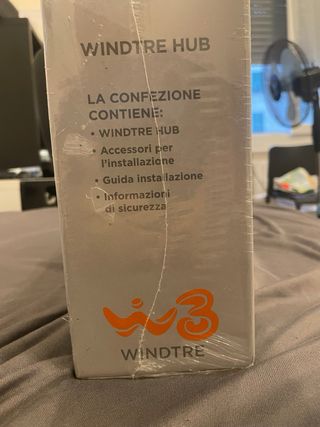 WINDTRE HUB
LA CONFEZIONE
CONTIENE:
• WINDTRE HUB
• Accessori per
l'installazione
• Guida installazione
• Informazioni
di sicurezza
W3
WINDTRE